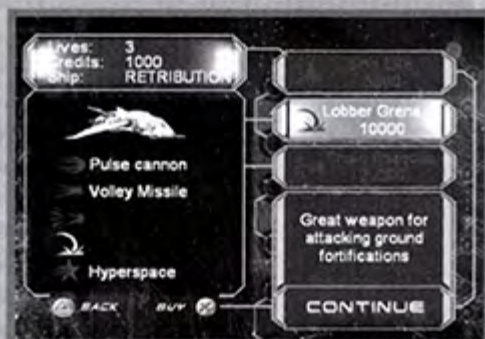 Lives: 3
Credits: 1000
Ship: RETRIBUTION
Pulse cannon
Volley Missile
Hyperspace
BACK BUY
Lobber Grena
10000
Great weapon for
attacking ground
fortifications
CONTINUE